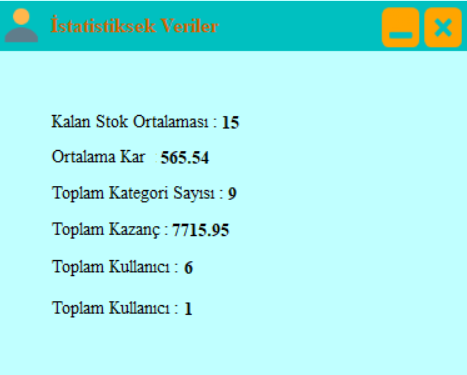 İstatistiksek Veriler
Kalan Stok Ortalaması : 15
Ortalama Kar 565.54
Toplam Kategori Sayısı : 9
Toplam Kazanç : 7715.95
Toplam Kullanıcı : 6
Toplam Kullanıcı : 1